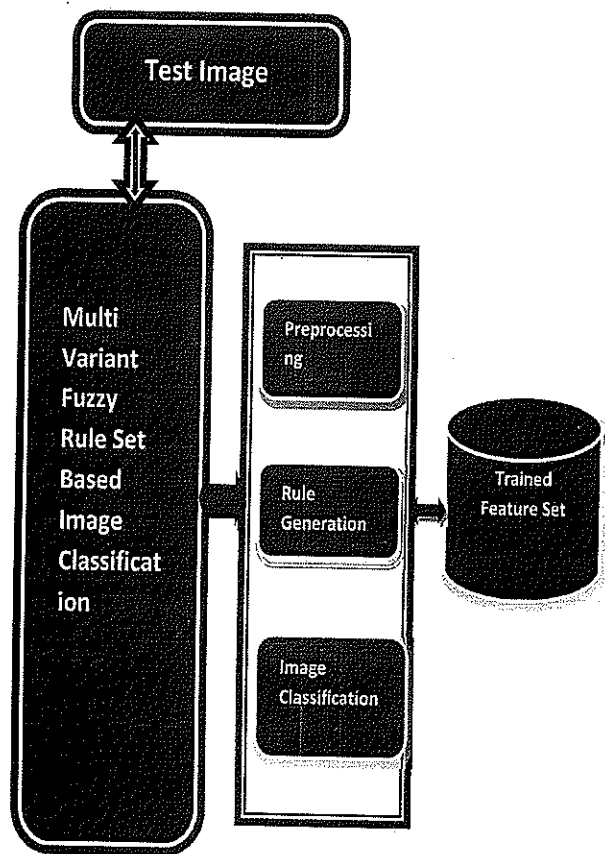 Test Image
Multi
Variant
Fuzzy
Rule Set
Based
Image
Classificat
ion
Preprocessi
ng
Rule
Generation
Image
Classification
Trained
Feature Set